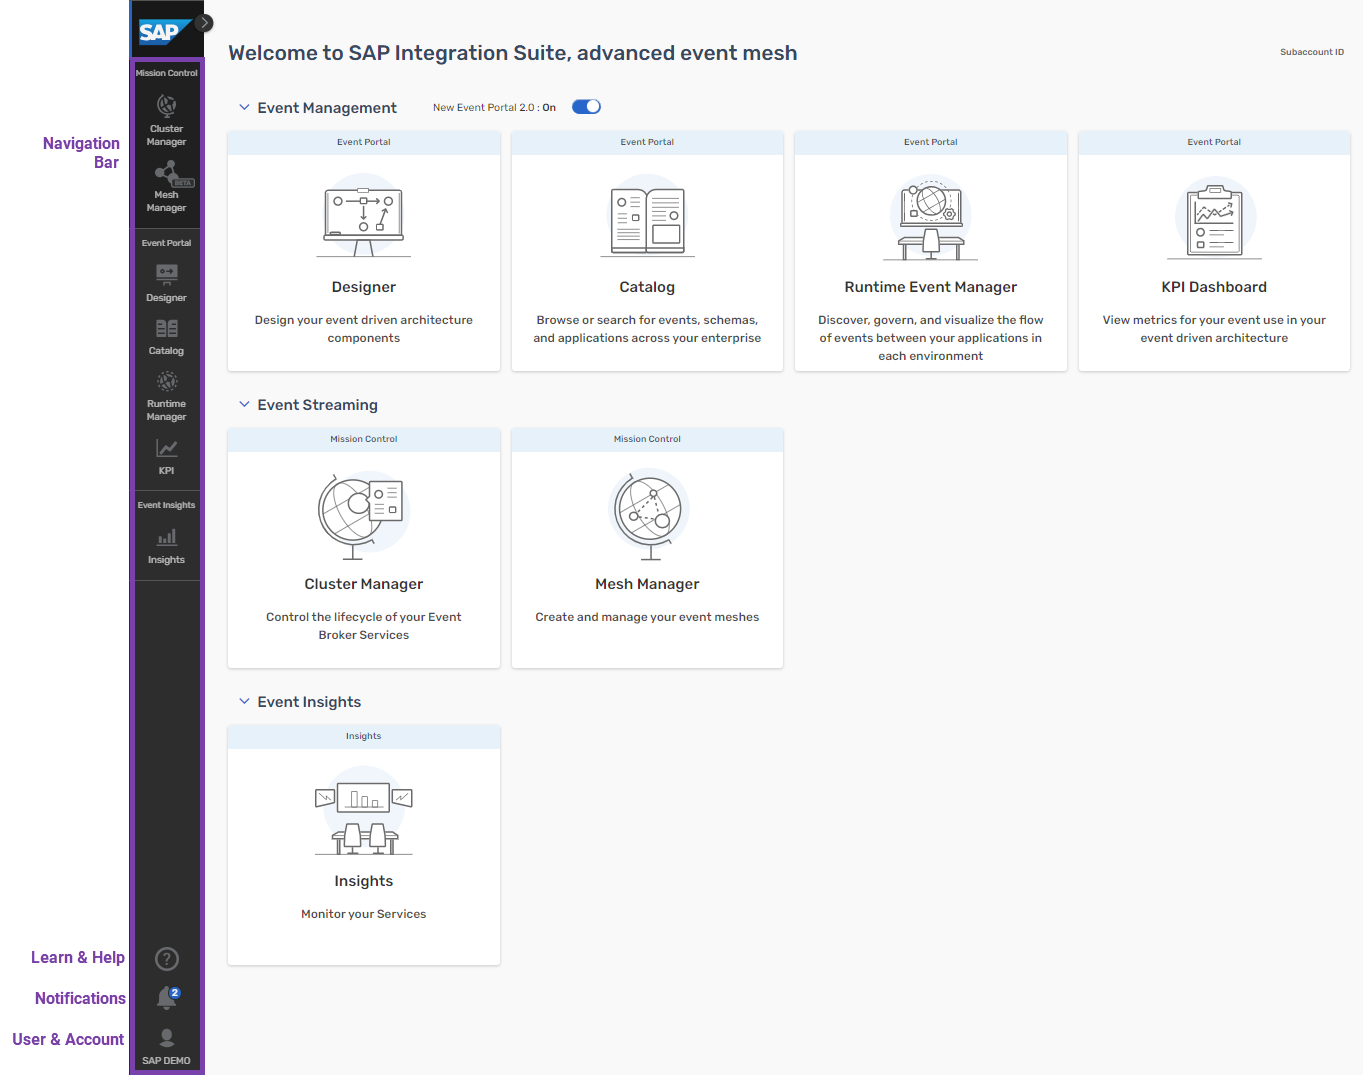 SAP
Mission Control
Cluster
Manager
BETA
Mesh
Manager
Event Portal
Designer
Catalog
Runtime
Manager
KPI
Event Insights
Insights
?
2
SAP DEMO
Navigation
Bar
Learn & Help
Notifications
User & Account
Welcome to SAP Integration Suite, advanced event mesh
Subaccount ID
Event Management
New Event Portal 2.0 : On
Event Portal
Designer
Design your event driven architecture
components
Event Portal
Catalog
Browse or search for events, schemas,
and applications across your enterprise
Event Portal
Runtime Event Manager
Discover, govern, and visualize the flow
of events between your applications in
each environment
Event Portal
KPI Dashboard
View metrics for your event use in your
event driven architecture
Event Streaming
Mission Control
Cluster Manager
Control the lifecycle of your Event
Broker Services
Mission Control
Mesh Manager
Create and manage your event meshes
Event Insights
Insights
Insights
Monitor your Services